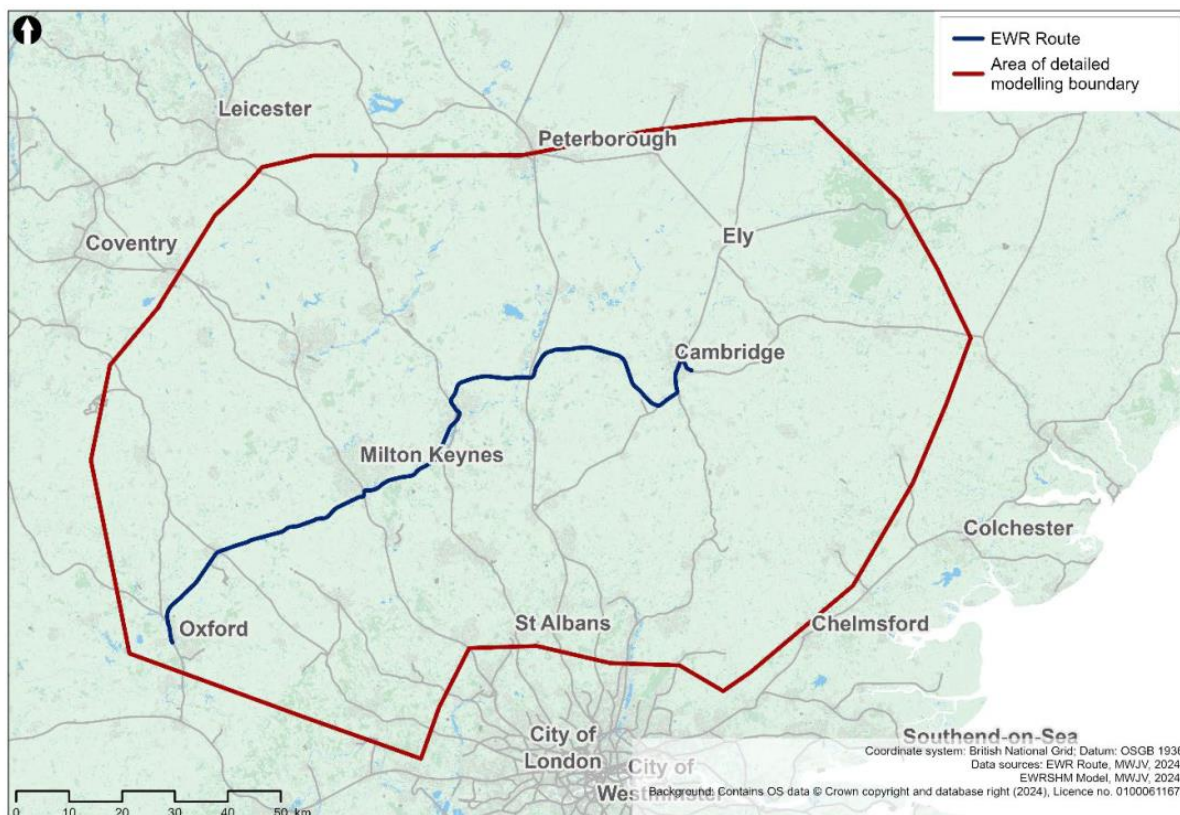 EWR Route
Area of detailed
modelling boundary
Leicester
Peterborough
Coventry
Ely
Cambridge
Milton Keynes
Colchester
Oxford
St Albans
Chelmsford
City of
London
Southend-on-Sea
City of
Westminster
Coordinate system: British National Grid; Datum: OSGB 1936
Data sources: EWR Route, MWJV, 2024
EWRSHM Model, MWJV, 2024
Background: Contains OS data © Crown copyright and database right (2024), Licence no. 0100061167
0 10 20 30 40 50 km